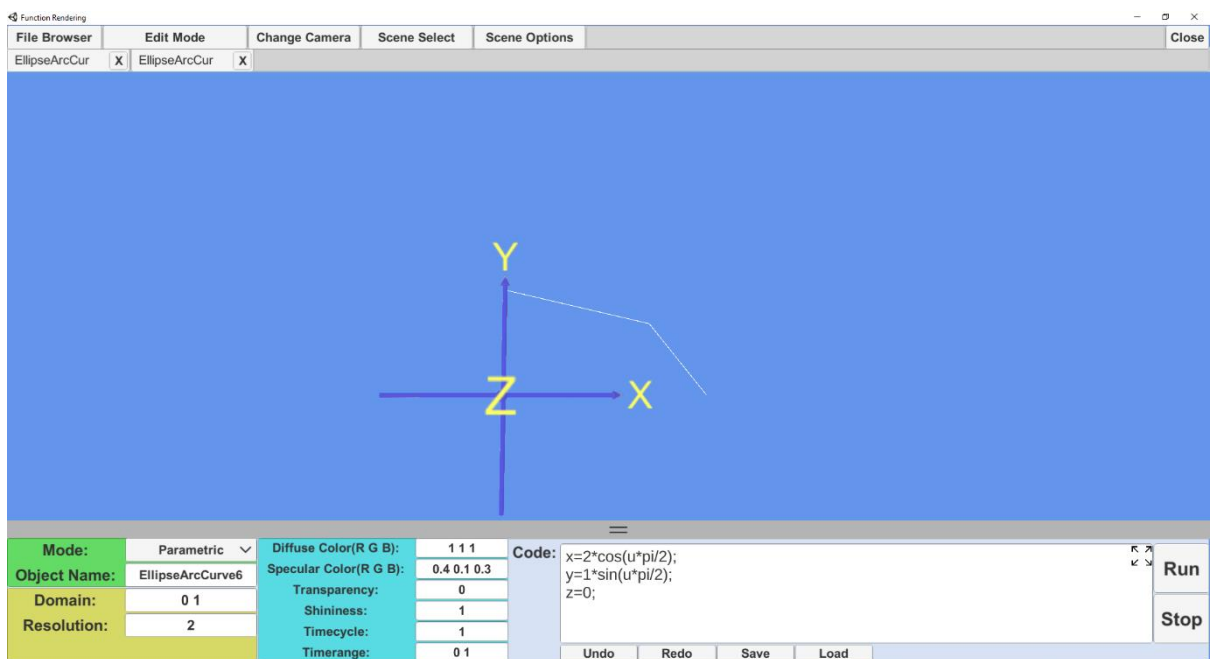 Function Rendering
File Browser Edit Mode Change Camera Scene Select Scene Options Close
EllipseArcCur X EllipseArcCur X
Y
Z X
Mode: Parametric
Object Name: EllipseArcCurve6
Domain: 0 1
Resolution: 2
Diffuse Color(R G B): 1 1 1
Specular Color(R G B): 0.4 0.1 0.3
Transparency: 0
Shininess: 1
Timecycle: 1
Timerange: 0 1
Code:
x=2*cos(u*pi/2);
y=1*sin(u*pi/2);
z=0;
Undo Redo Save Load
Run
Stop